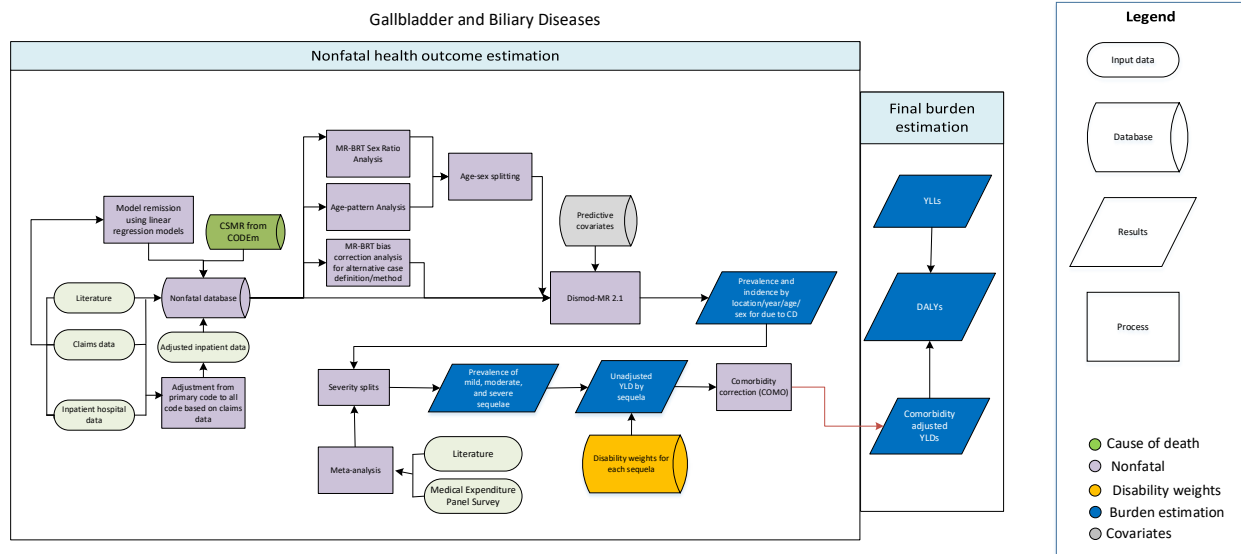 Gallbladder and Biliary Diseases
Nonfatal health outcome estimation
MR-BRT Sex Ratio
Analysis
Age-sex splitting
Age-pattern Analysis
Model remission
using linear
regression models
CSMR from
CODEm
MR-BRT bias
correction analysis
for alternative case
definition/method
Predictive
covariates
Literature
Nonfatal database
Dismod-MR 2.1
Prevalence and
incidence by
location/year/age/
sex for due to CD
Claims data
Adjusted inpatient data
Inpatient hospital
data
Adjustment from
primary code to all
code based on claims
data
Severity splits
Prevalence of
mild, moderate,
and severe
sequelae
Unadjusted YLD by
sequela
Comorbidity
correction (COMO)
Meta-analysis
Literature
Medical Expenditure
Panel Survey
Disability weights for
each sequela
Final burden
estimation
YLLs
DALYs
Comorbidity
adjusted YLDs
Legend
Input data
Database
Results
Process
Cause of death
Nonfatal
Disability weights
Burden estimation
Covariates